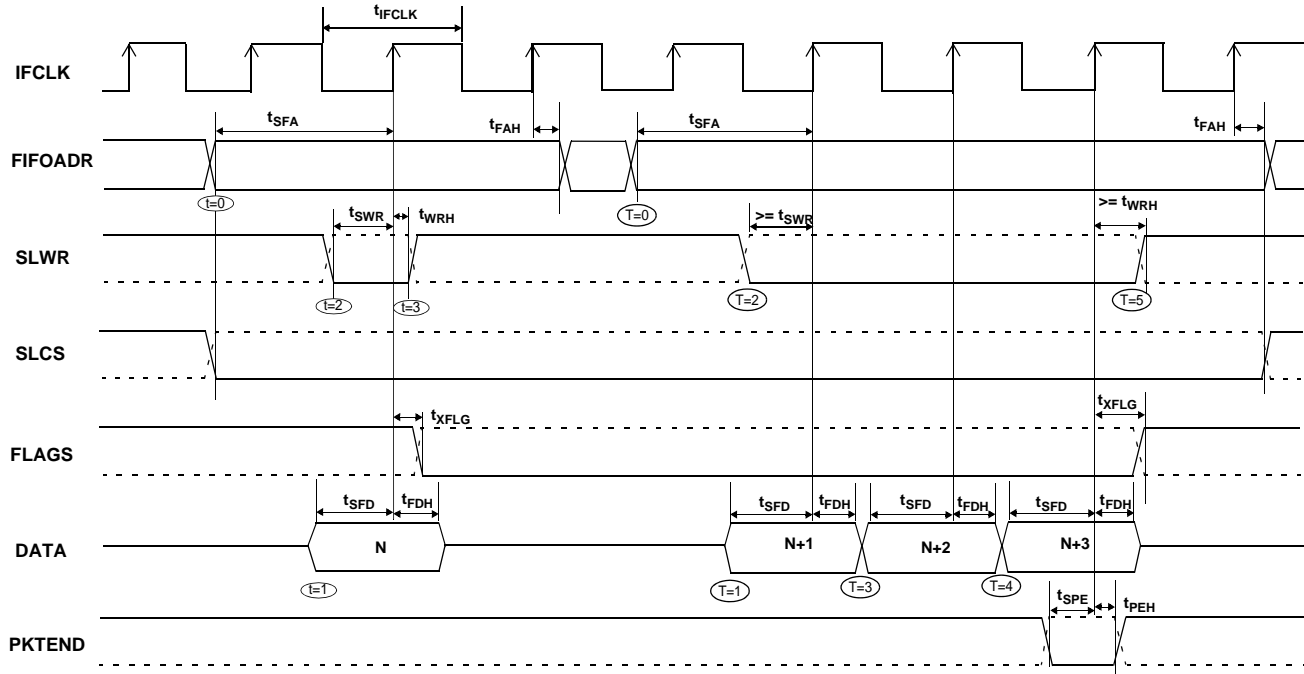 tIFCLK
IFCLK
tSFA tFAH tSFA tFAH
FIFOADR
t=0 tSWR tWRH T=0 >= tSWR >= tWRH
SLWR
t=2 t=3 T=2 T=5
SLCS
tXFLG tXFLG
FLAGS
tSFD tFDH tSFD tFDH tSFD tFDH tSFD tFDH
DATA N N+1 N+2 N+3
t=1 T=1 T=3 T=4
tSPE tPEH
PKTEND